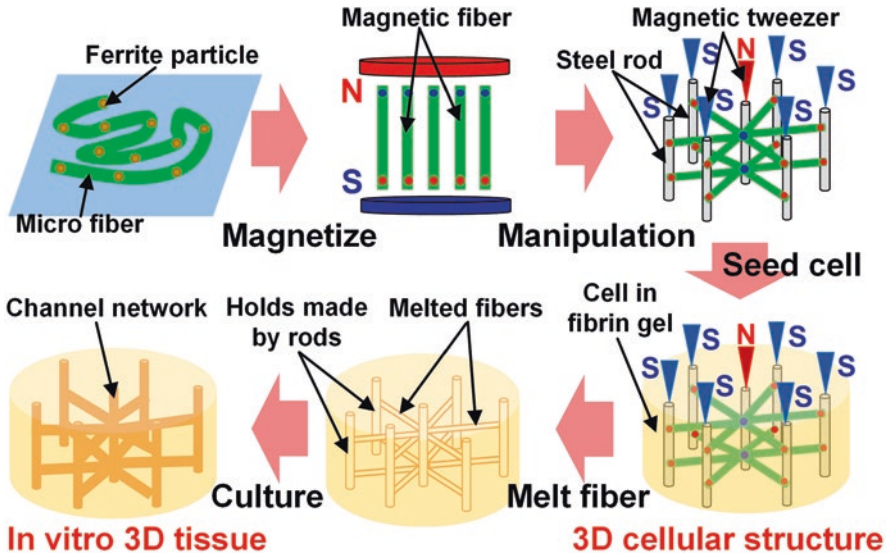 Ferrite particle
Micro fiber
Magnetic fiber
N
S
Magnetize
Magnetic tweezer
Steel rod
S
S
N
S
S
S
Manipulation
Seed cell
Channel network
Holds made
by rods
Melted fibers
Cell in
fibrin gel
S
S
N
S
S
S
Culture
Melt fiber
In vitro 3D tissue
3D cellular structure